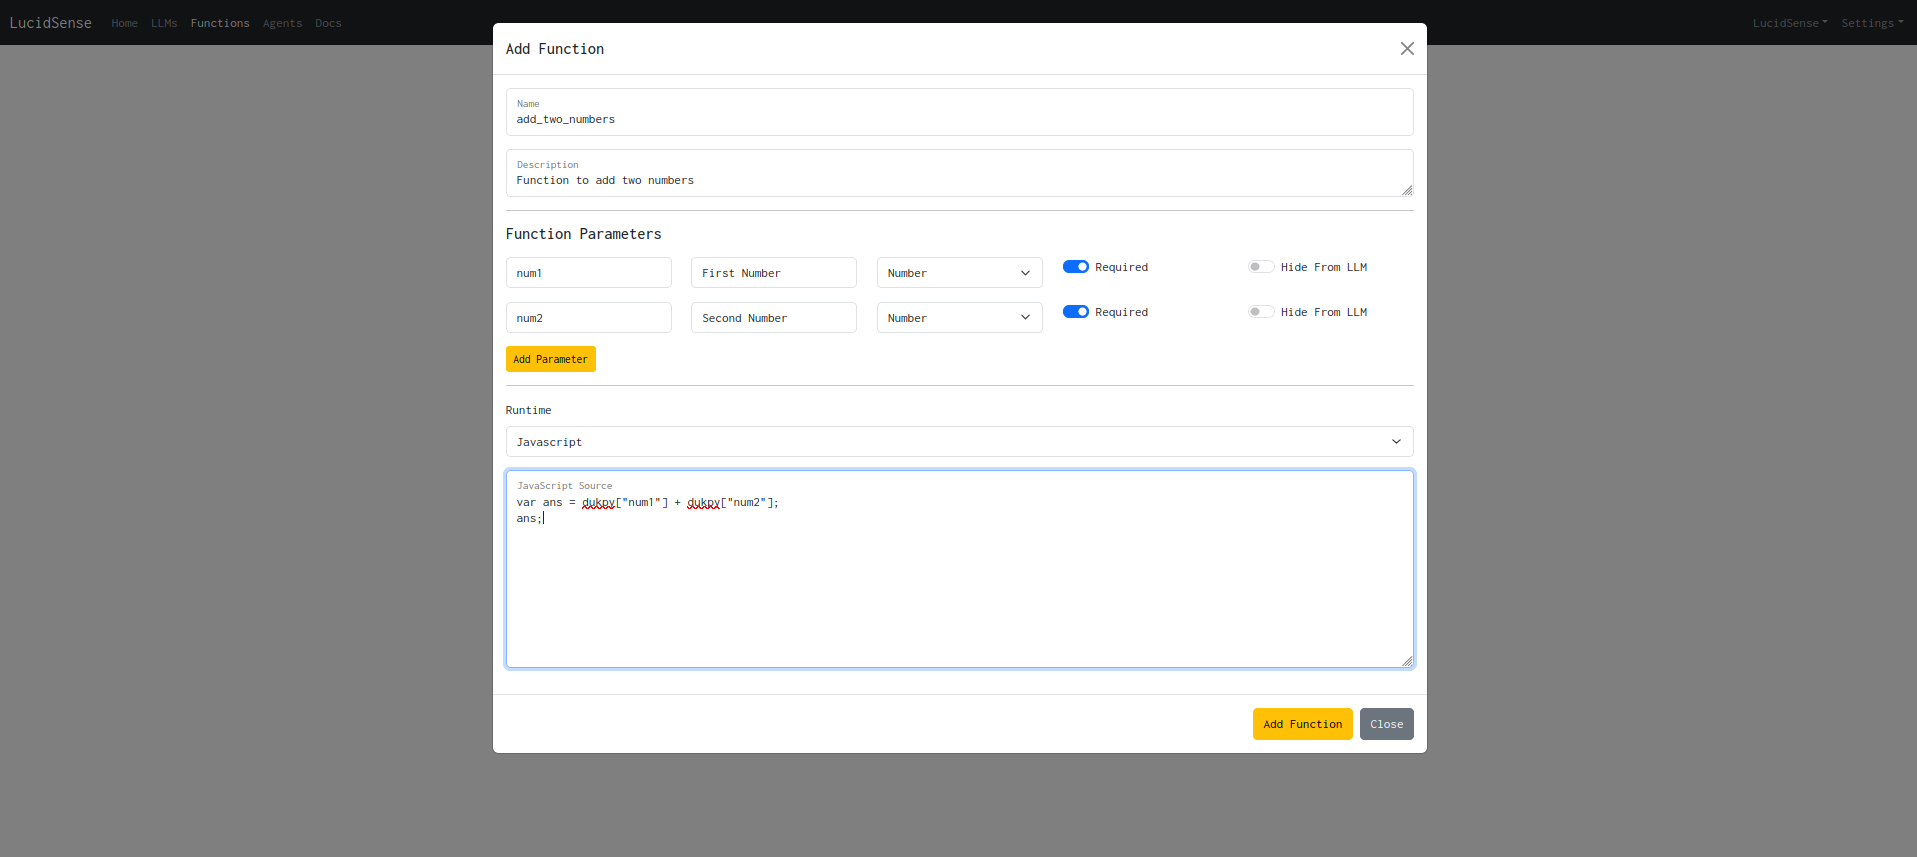 LucidSense Home LLMs Functions Agents Docs LucidSense Settings
Add Function
Name
add_two_numbers
Description
Function to add two numbers
Function Parameters
num1 First Number Number Required Hide From LLM
num2 Second Number Number Required Hide From LLM
Add Parameter
Runtime
Javascript
JavaScript Source
var ans = dukpy["num1"] + dukpy["num2"];
ans;
Add Function Close